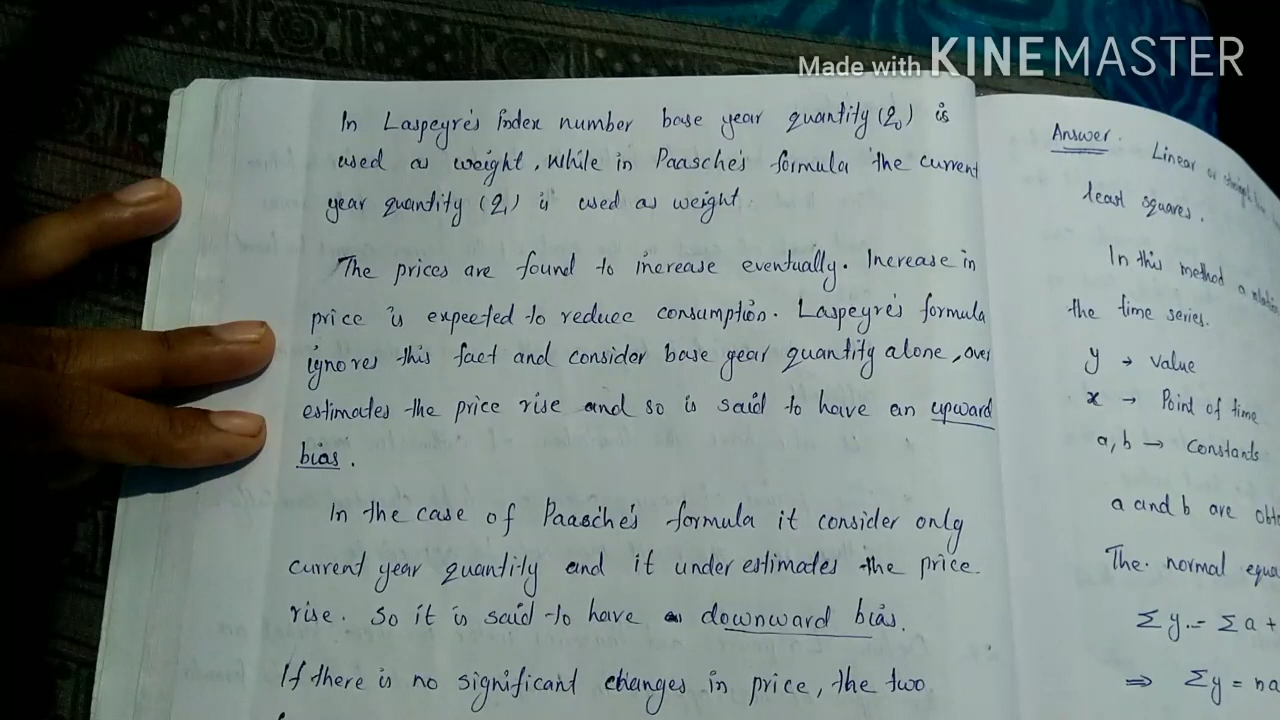 Made with KINEMASTER
In Laspeyre's index number base year quantity (q₀) is
used as weight, while in Paasche's formula the current
year quantity (q₁) is used as weight
The prices are found to increase eventually. Increase in
price is expected to reduce consumption. Laspeyre's formula
ignores this fact and consider base year quantity alone, over
estimates the price rise and so is said to have an upward
bias.
In the case of Paasche's formula it consider only
current year quantity and it under estimates the price
rise. So it is said to have a downward bias.
If there is no significant changes in price, the two
Answer. Linear or straight
least squares.
In this method a
the time series.
y → value
x → Point of time
a, b → Constants
a and b are
The normal
Σy = Σa +
⇒ Σy = na